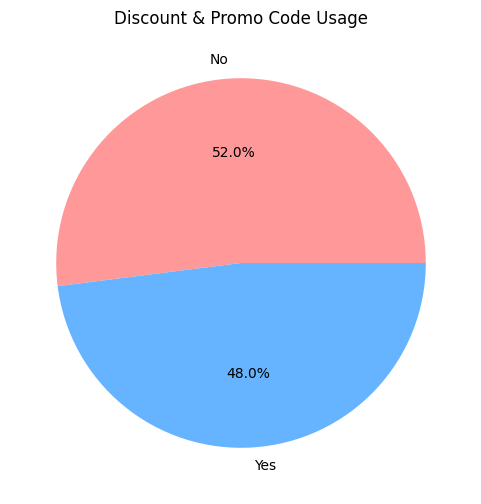 Discount & Promo Code Usage
No
52.0%
48.0%
Yes